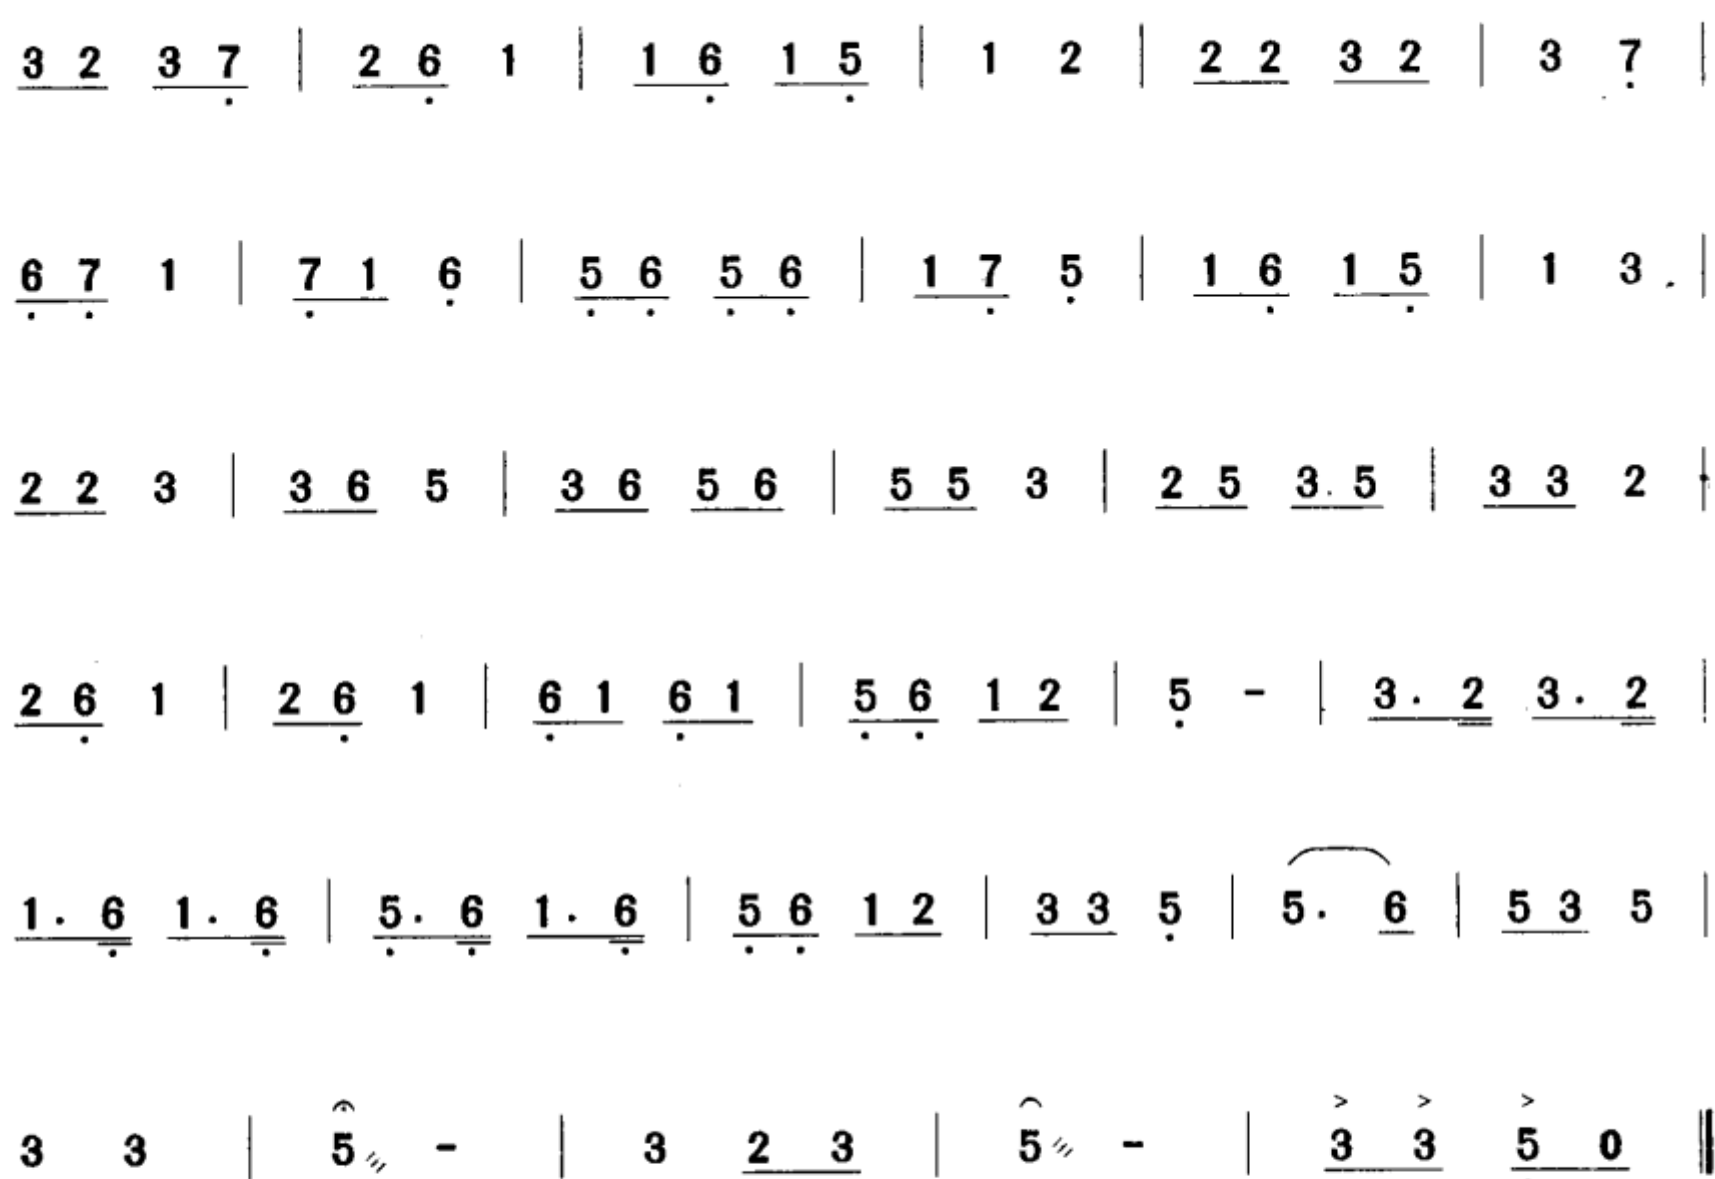 3 2 3 7 | 2 6 1 | 1 6 1 5 | 1 2 | 2 2 3 2 | 3 7 |
6 7 1 | 7 1 6 | 5 6 5 6 | 1 7 5 | 1 6 1 5 | 1 3 |
2 2 3 | 3 6 5 | 3 6 5 6 | 5 5 3 | 2 5 3 5 | 3 3 2 |
2 6 1 | 2 6 1 | 6 1 6 1 | 5 6 1 2 | 5 - | 3 . 2 3 . 2 |
1 . 6 1 . 6 | 5 . 6 1 . 6 | 5 6 1 2 | 3 3 5 | 5 . 6 | 5 3 5 |
3 3 | 5 - | 3 2 3 | 5 - | 3 3 5 0 ‖